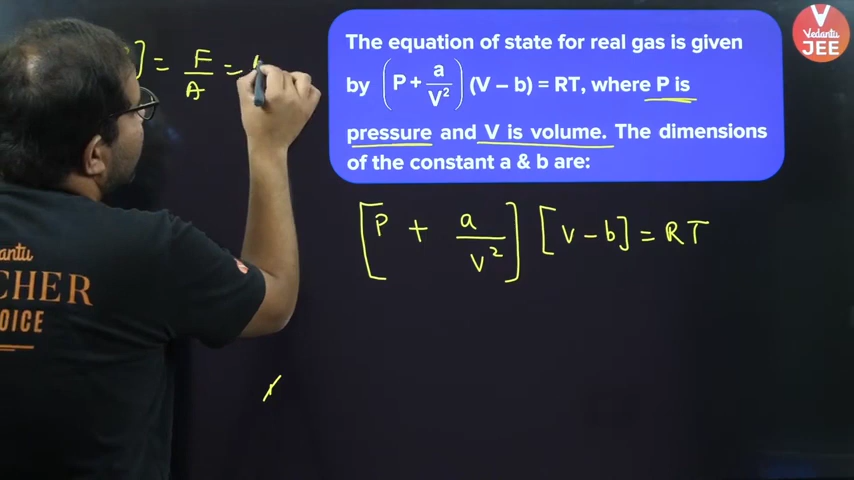 Vedantu
JEE
The equation of state for real gas is given
by (P + a/V²) (V – b) = RT, where P is
pressure and V is volume. The dimensions
of the constant a & b are:
] = F/A =
[P + a/V²] [V – b] = RT
antu
CHER
OICE